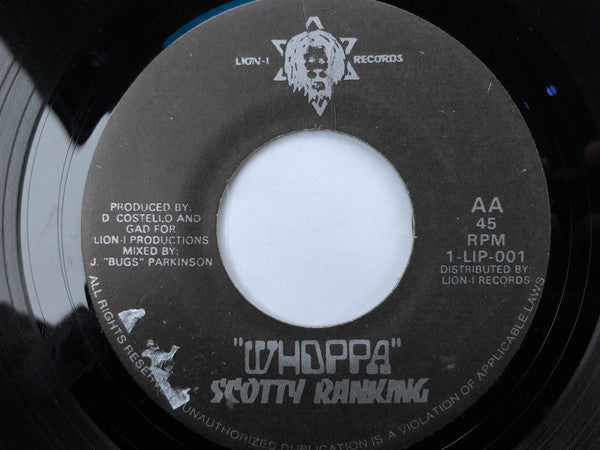 LION-I RECORDS
PRODUCED BY:
D. COSTELLO AND
GAD FOR
LION-I PRODUCTIONS
MIXED BY:
J. "BUGS" PARKINSON
AA
45
RPM
1-LIP-001
DISTRIBUTED BY:
LION-I RECORDS
"WHOPPA"
SCOTTY RANKING
ALL RIGHTS RESER
UNAUTHORIZED DUPLICATION IS A VIOLATION OF APPLICABLE LAWS